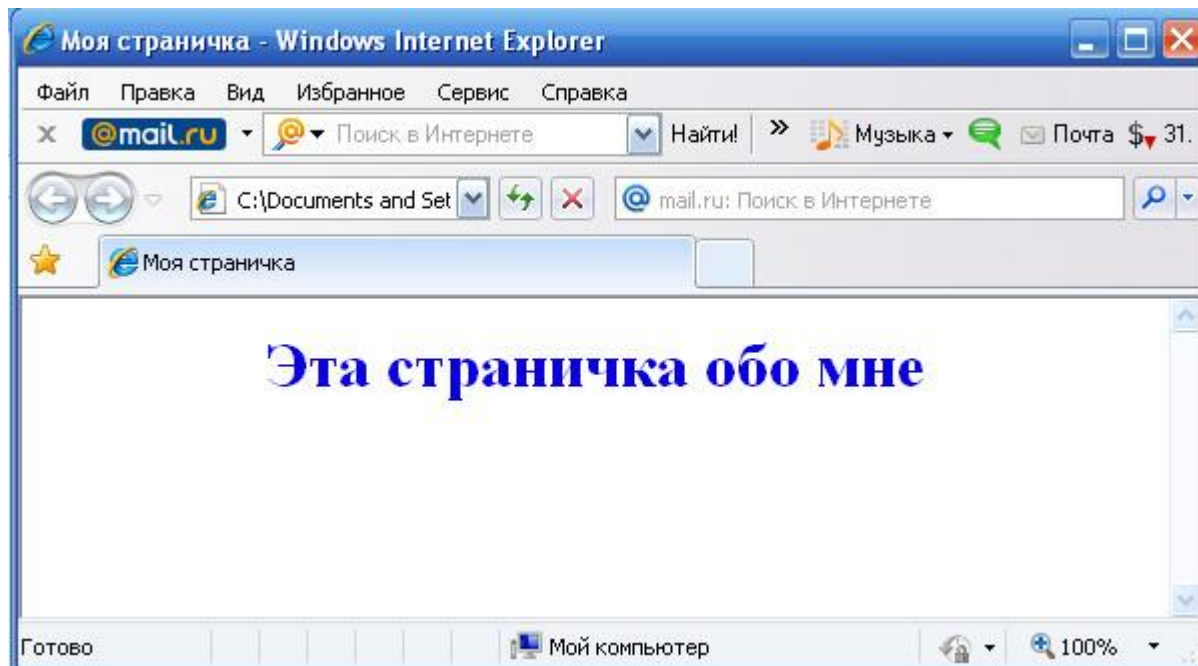 Моя страничка - Windows Internet Explorer
Файл Правка Вид Избранное Сервис Справка
@mail.ru Поиск в Интернете Найти! » Музыка Почта $ 31.
C:\Documents and Set @ mail.ru: Поиск в Интернете
Моя страничка
Эта страничка обо мне
Готово Мой компьютер 100%